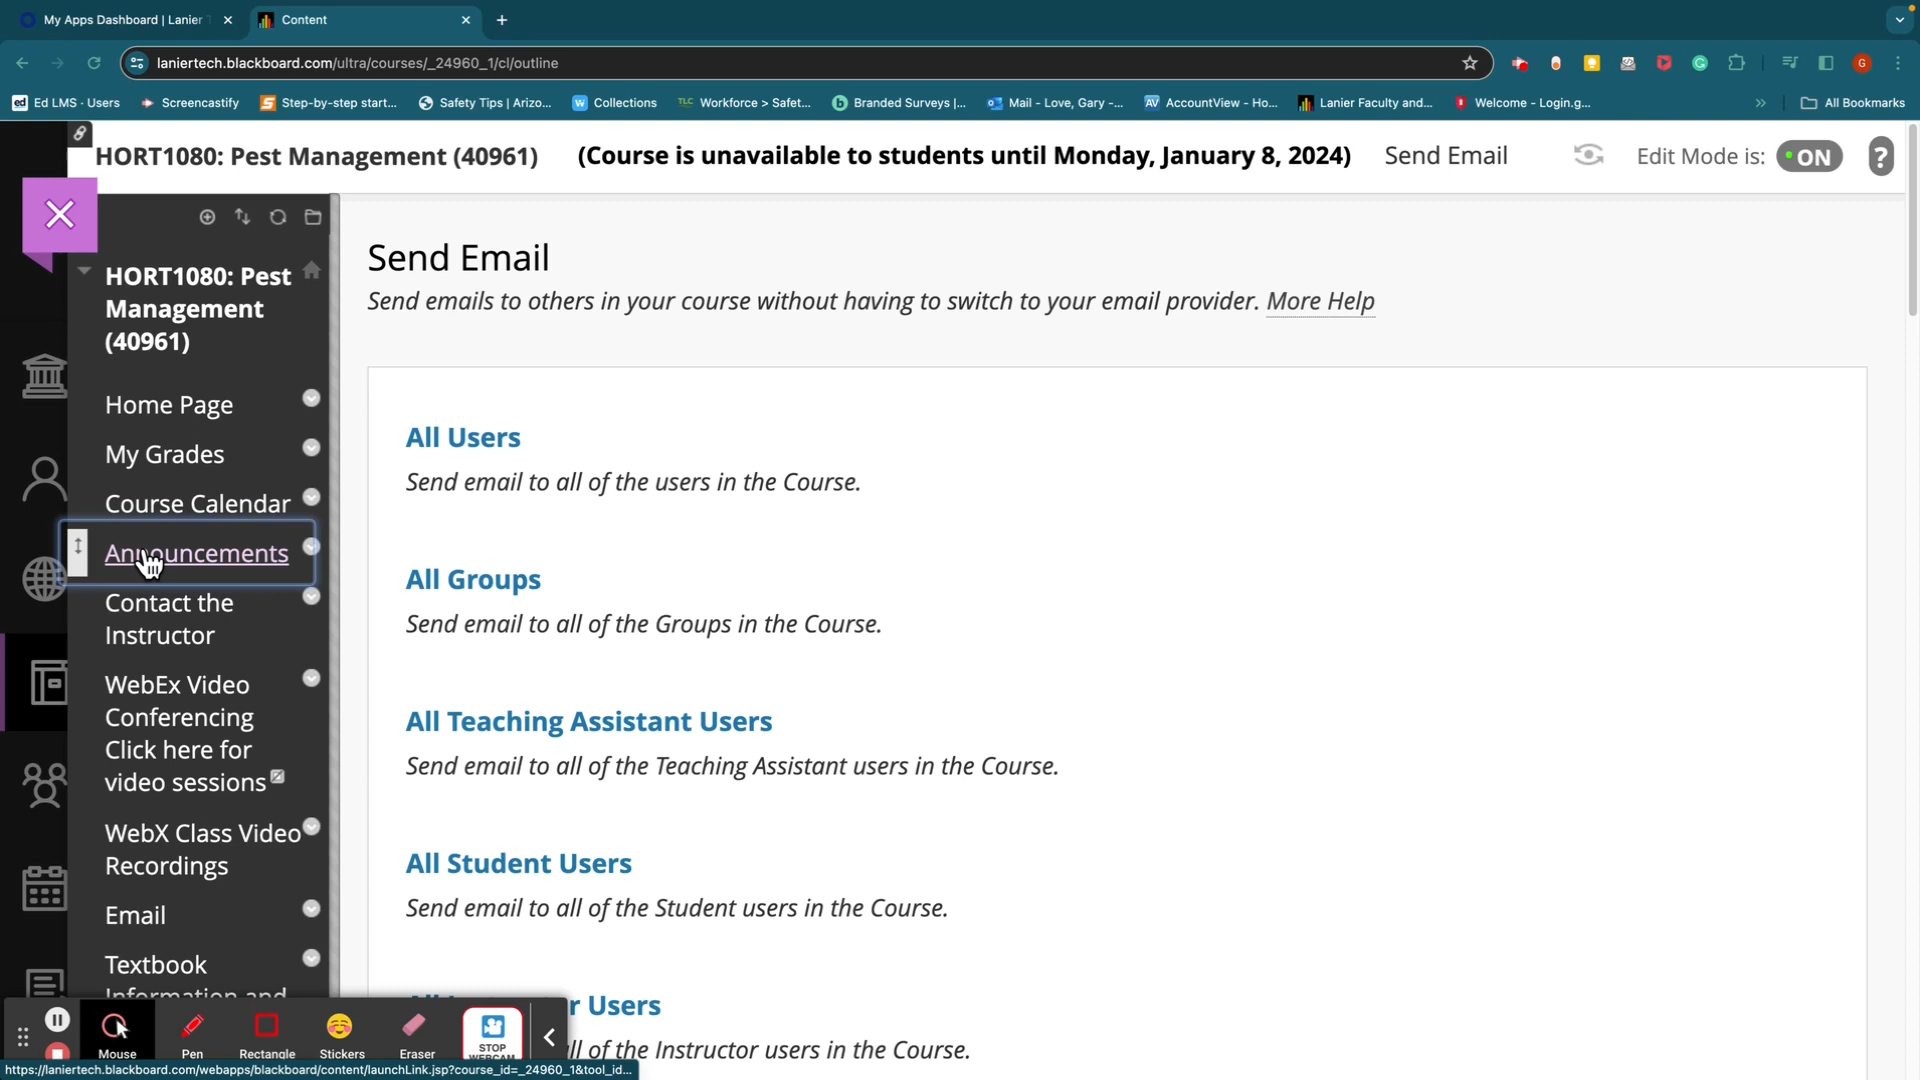 My Apps Dashboard | Lanier
Content
laniertech.blackboard.com/ultra/courses/_24960_1/cl/outline
G
ed Ed LMS · Users
Screencastify
Step-by-step start...
Safety Tips | Arizo...
W Collections
TLC Workforce > Safet...
Branded Surveys |...
Mail - Love, Gary -...
AV AccountView - Ho...
Lanier Faculty and...
Welcome - Login.g...
»
All Bookmarks
HORT1080: Pest Management (40961)
(Course is unavailable to students until Monday, January 8, 2024)
Send Email
Edit Mode is:
ON
?
HORT1080: Pest
Management
(40961)
Home Page
My Grades
Course Calendar
Announcements
Contact the
Instructor
WebEx Video
Conferencing
Click here for
video sessions
WebX Class Video
Recordings
Email
Textbook
Information and
Send Email
Send emails to others in your course without having to switch to your email provider. More Help
All Users
Send email to all of the users in the Course.
All Groups
Send email to all of the Groups in the Course.
All Teaching Assistant Users
Send email to all of the Teaching Assistant users in the Course.
All Student Users
Send email to all of the Student users in the Course.
r Users
of the Instructor users in the Course.
Mouse
Pen
Rectangle
Stickers
Eraser
STOP
WEBCAM
https://laniertech.blackboard.com/webapps/blackboard/content/launchLink.jsp?course_id=_24960_1&tool_id...